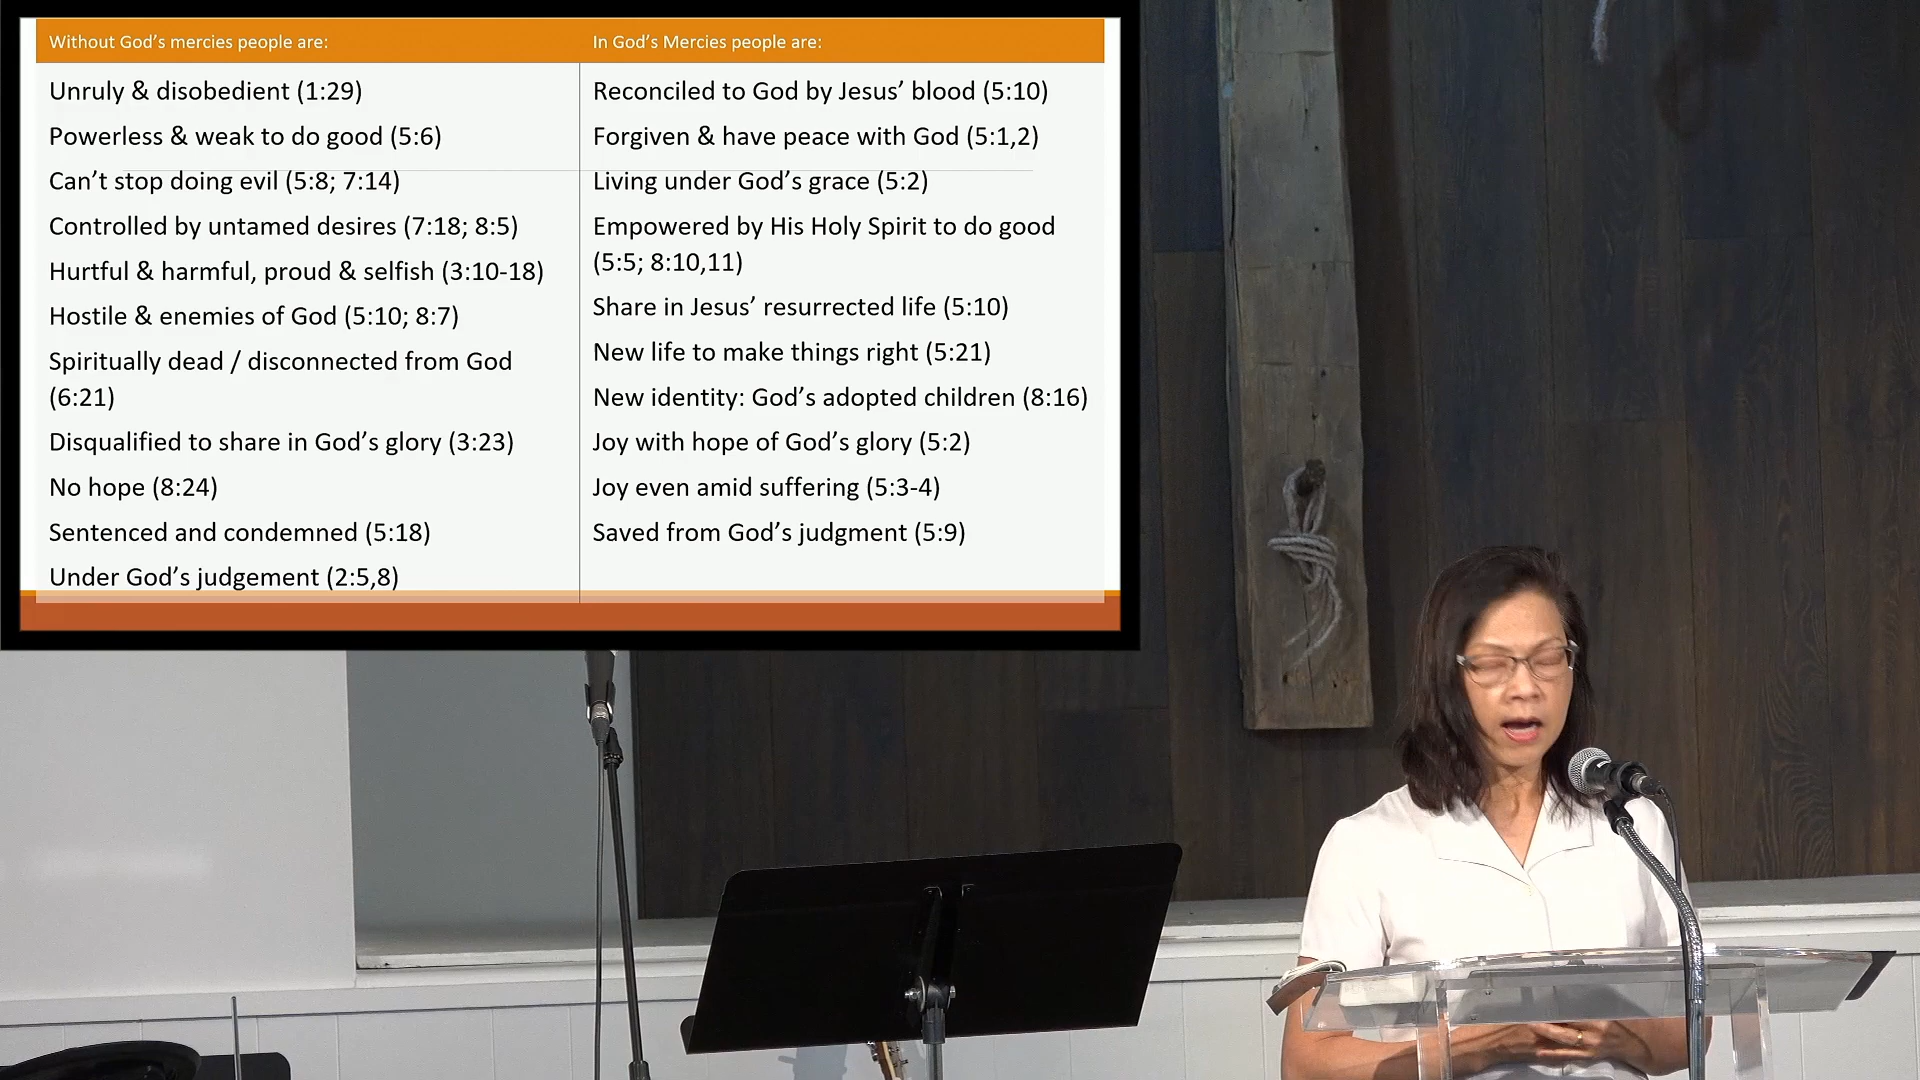 Without God's mercies people are:
Unruly & disobedient (1:29)
Powerless & weak to do good (5:6)
Can't stop doing evil (5:8; 7:14)
Controlled by untamed desires (7:18; 8:5)
Hurtful & harmful, proud & selfish (3:10-18)
Hostile & enemies of God (5:10; 8:7)
Spiritually dead / disconnected from God
(6:21)
Disqualified to share in God's glory (3:23)
No hope (8:24)
Sentenced and condemned (5:18)
Under God's judgement (2:5,8)
In God's Mercies people are:
Reconciled to God by Jesus' blood (5:10)
Forgiven & have peace with God (5:1,2)
Living under God's grace (5:2)
Empowered by His Holy Spirit to do good
(5:5; 8:10,11)
Share in Jesus' resurrected life (5:10)
New life to make things right (5:21)
New identity: God's adopted children (8:16)
Joy with hope of God's glory (5:2)
Joy even amid suffering (5:3-4)
Saved from God's judgment (5:9)